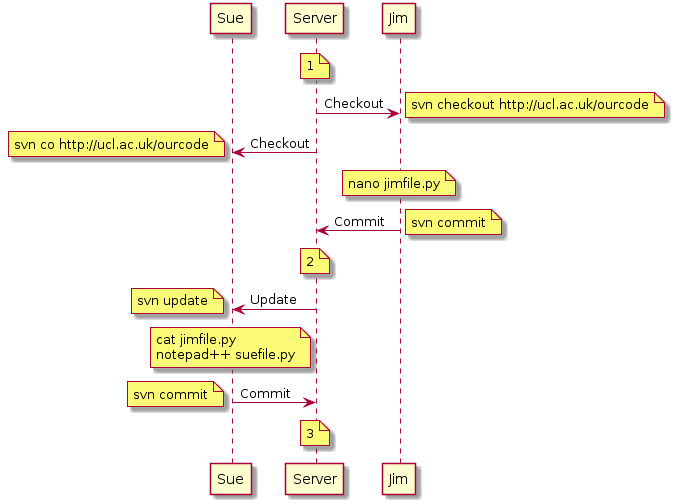 Sue
Server
Jim
1
Checkout
svn checkout http://ucl.ac.uk/ourcode
svn co http://ucl.ac.uk/ourcode
Checkout
nano jimfile.py
Commit
svn commit
2
svn update
Update
cat jimfile.py
notepad++ suefile.py
svn commit
Commit
3
Sue
Server
Jim